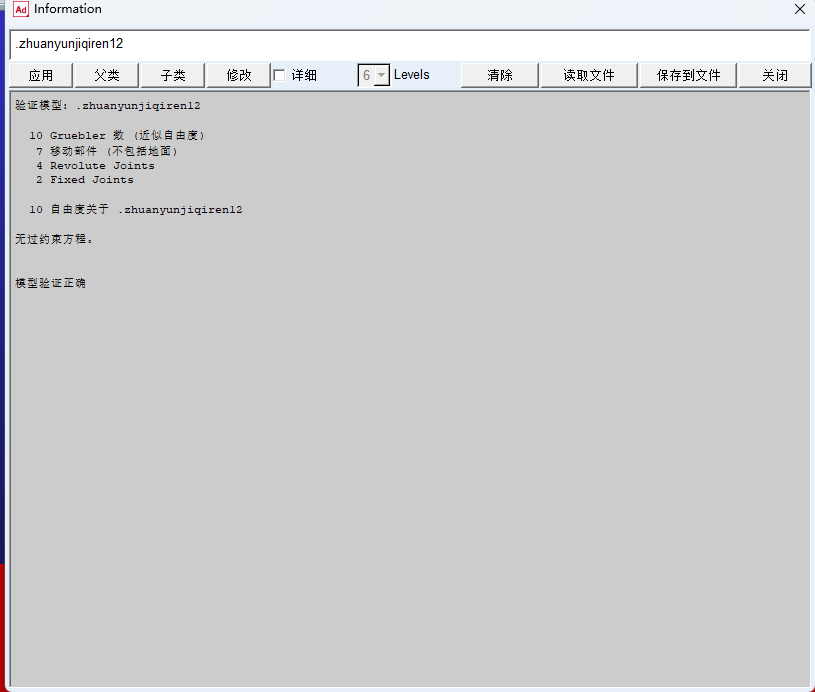 Ad Information
.zhuanyunjiqiren12
应用 父类 子类 修改 详细 6 Levels 清除 读取文件 保存到文件 关闭
验证模型: .zhuanyunjiqiren12
10 Gruebler 数 (近似自由度)
7 移动部件 (不包括地面)
4 Revolute Joints
2 Fixed Joints
10 自由度关于 .zhuanyunjiqiren12
无过约束方程。
模型验证正确